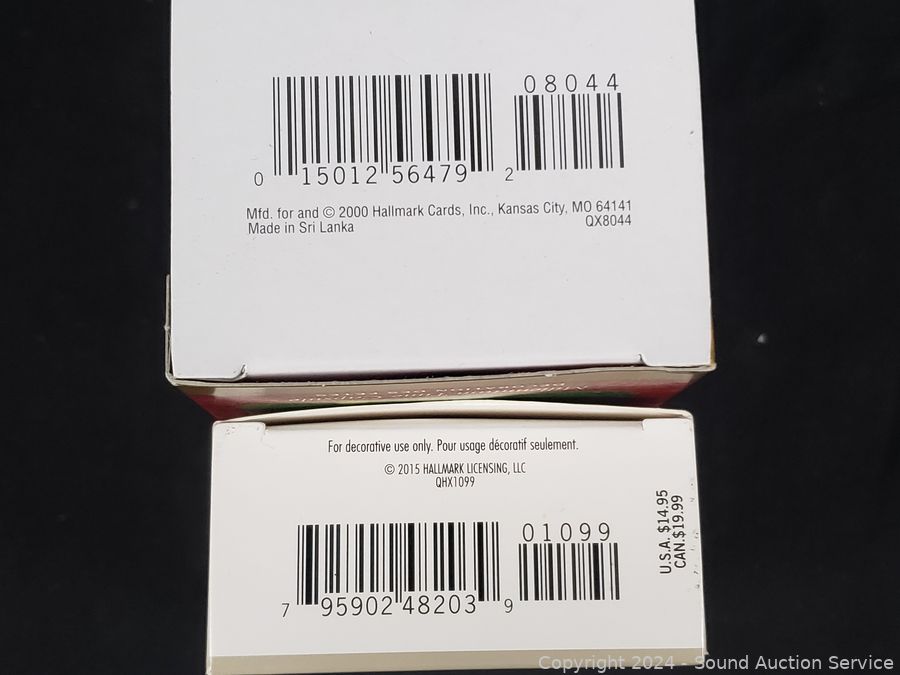 08044
0 15012 56479 2
Mfd. for and © 2000 Hallmark Cards, Inc., Kansas City, MO 64141
Made in Sri Lanka QX8044
For decorative use only. Pour usage décoratif seulement.
© 2015 HALLMARK LICENSING, LLC
QHX1099
U.S.A. $14.95
CAN.$19.99
01099
7 95902 48203 9
Copyright 2024 - Sound Auction Service